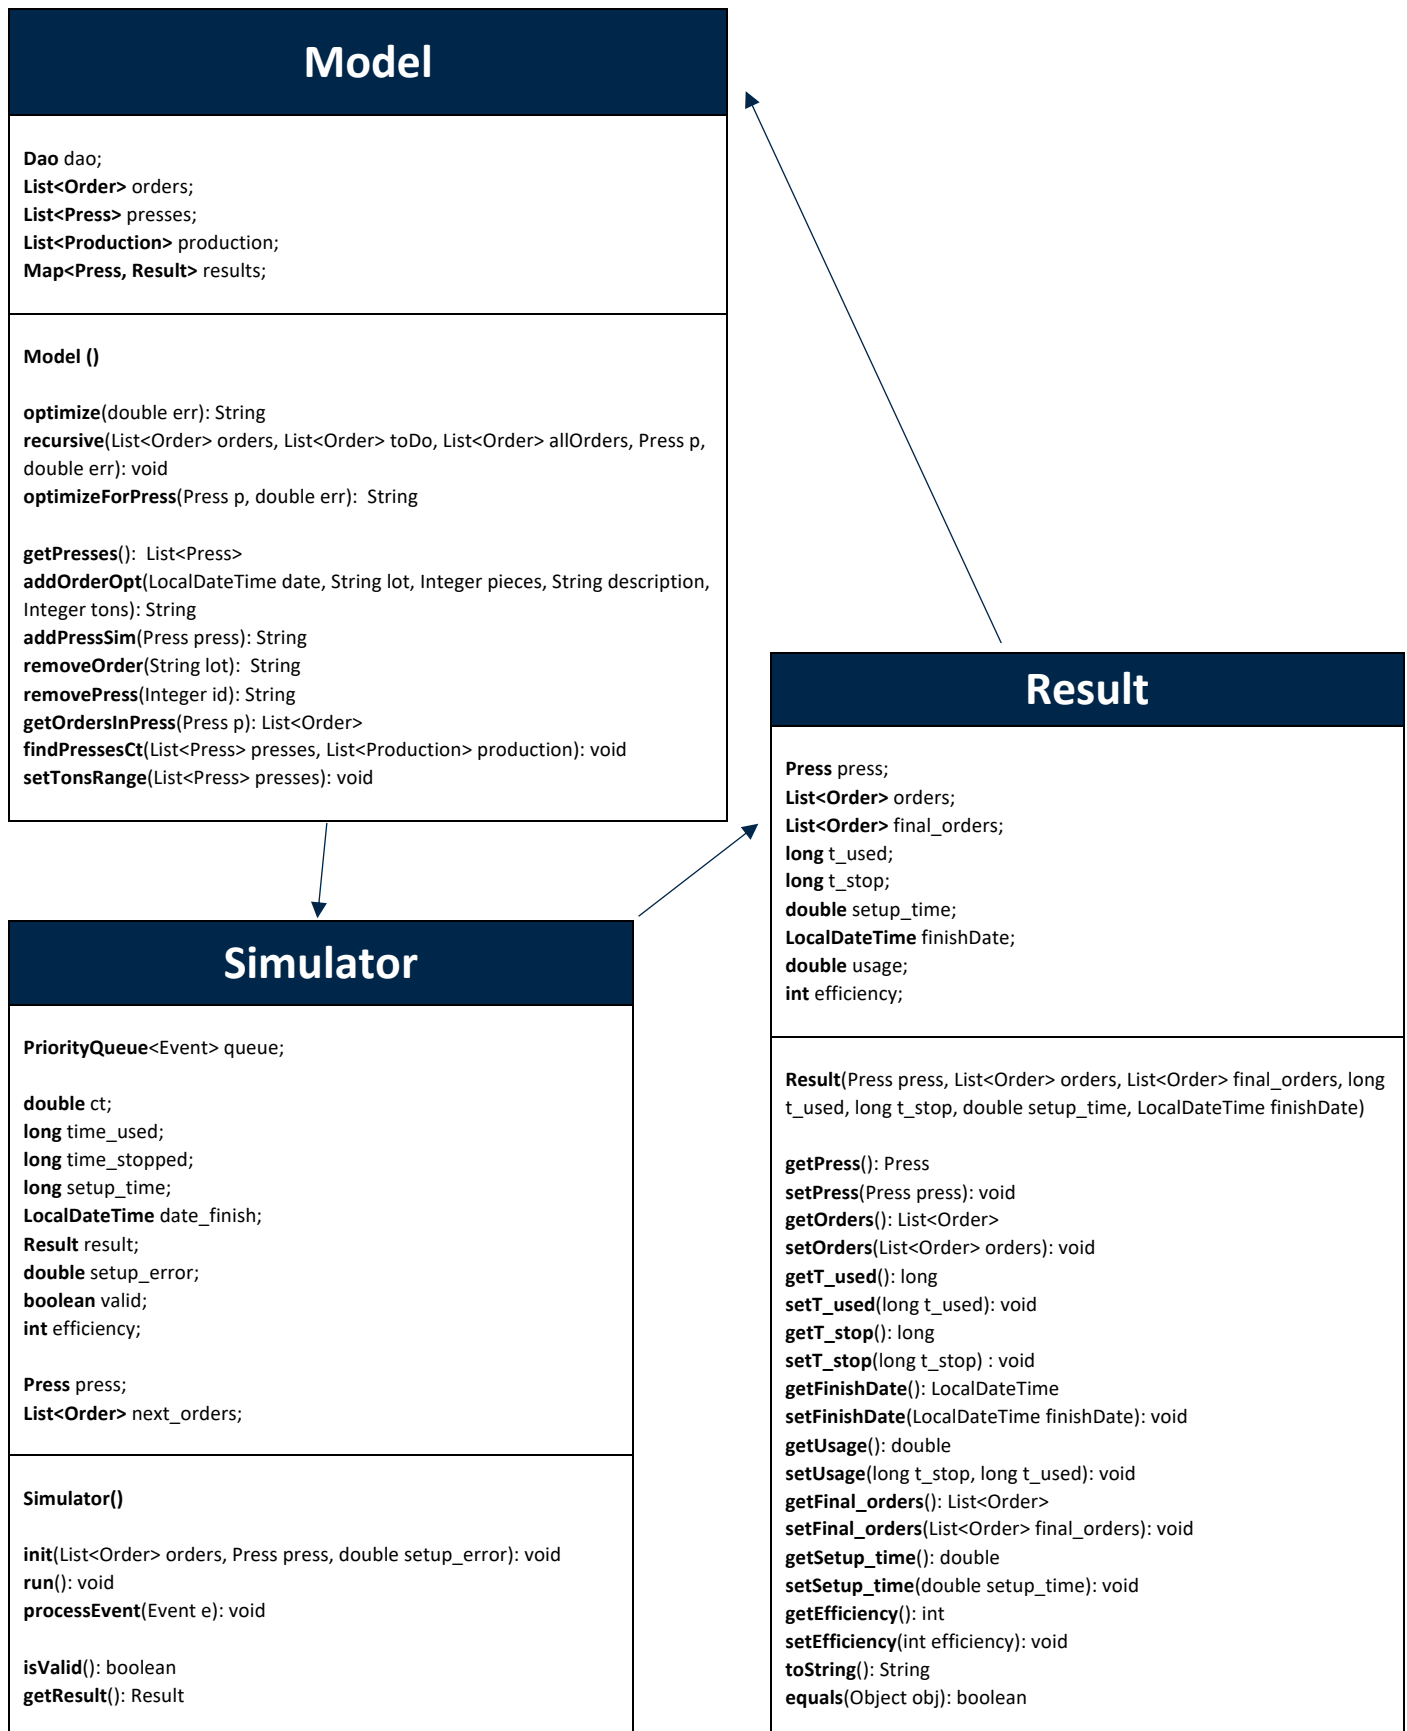 Model
Dao dao;
List<Order> orders;
List<Press> presses;
List<Production> production;
Map<Press, Result> results;
Model ()
optimize(double err): String
recursive(List<Order> orders, List<Order> toDo, List<Order> allOrders, Press p,
double err): void
optimizeForPress(Press p, double err): String
getPresses(): List<Press>
addOrderOpt(LocalDateTime date, String lot, Integer pieces, String description,
Integer tons): String
addPressSim(Press press): String
removeOrder(String lot): String
removePress(Integer id): String
getOrdersInPress(Press p): List<Order>
findPressesCt(List<Press> presses, List<Production> production): void
setTonsRange(List<Press> presses): void
Simulator
PriorityQueue<Event> queue;
double ct;
long time_used;
long time_stopped;
long setup_time;
LocalDateTime date_finish;
Result result;
double setup_error;
boolean valid;
int efficiency;
Press press;
List<Order> next_orders;
Simulator()
init(List<Order> orders, Press press, double setup_error): void
run(): void
processEvent(Event e): void
isValid(): boolean
getResult(): Result
Result
Press press;
List<Order> orders;
List<Order> final_orders;
long t_used;
long t_stop;
double setup_time;
LocalDateTime finishDate;
double usage;
int efficiency;
Result(Press press, List<Order> orders, List<Order> final_orders, long
t_used, long t_stop, double setup_time, LocalDateTime finishDate)
getPress(): Press
setPress(Press press): void
getOrders(): List<Order>
setOrders(List<Order> orders): void
getT_used(): long
setT_used(long t_used): void
getT_stop(): long
setT_stop(long t_stop) : void
getFinishDate(): LocalDateTime
setFinishDate(LocalDateTime finishDate): void
getUsage(): double
setUsage(long t_stop, long t_used): void
getFinal_orders(): List<Order>
setFinal_orders(List<Order> final_orders): void
getSetup_time(): double
setSetup_time(double setup_time): void
getEfficiency(): int
setEfficiency(int efficiency): void
toString(): String
equals(Object obj): boolean